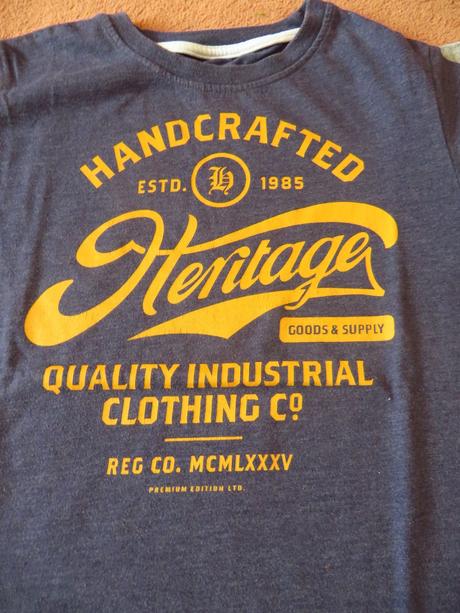 HANDCRAFTED
ESTD. H 1985
Heritage
GOODS & SUPPLY
QUALITY INDUSTRIAL
CLOTHING Cº
REG CO. MCMLXXXV
PREMIUM EDITION LTD.